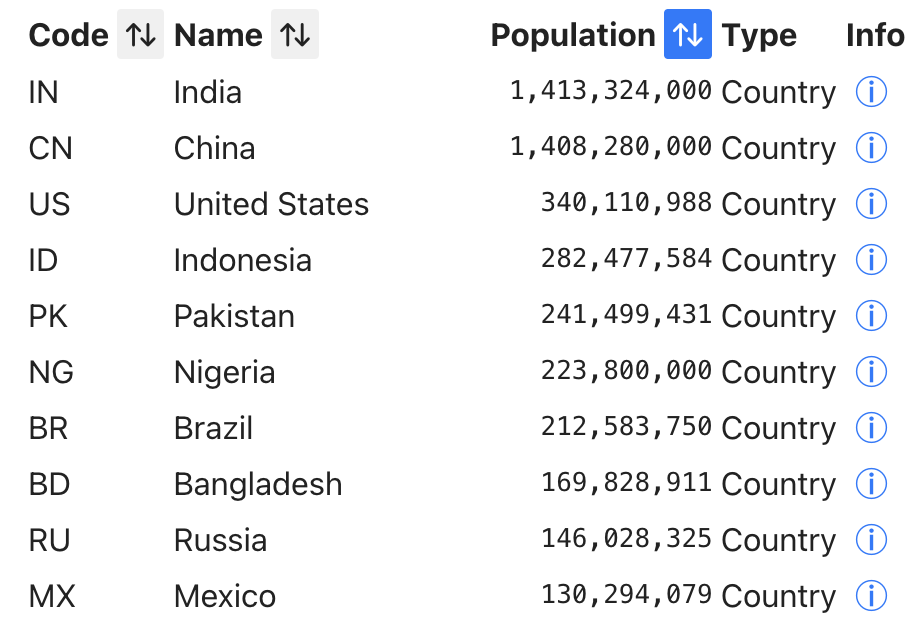 Code Name Population Type Info
IN India 1,413,324,000 Country
CN China 1,408,280,000 Country
US United States 340,110,988 Country
ID Indonesia 282,477,584 Country
PK Pakistan 241,499,431 Country
NG Nigeria 223,800,000 Country
BR Brazil 212,583,750 Country
BD Bangladesh 169,828,911 Country
RU Russia 146,028,325 Country
MX Mexico 130,294,079 Country